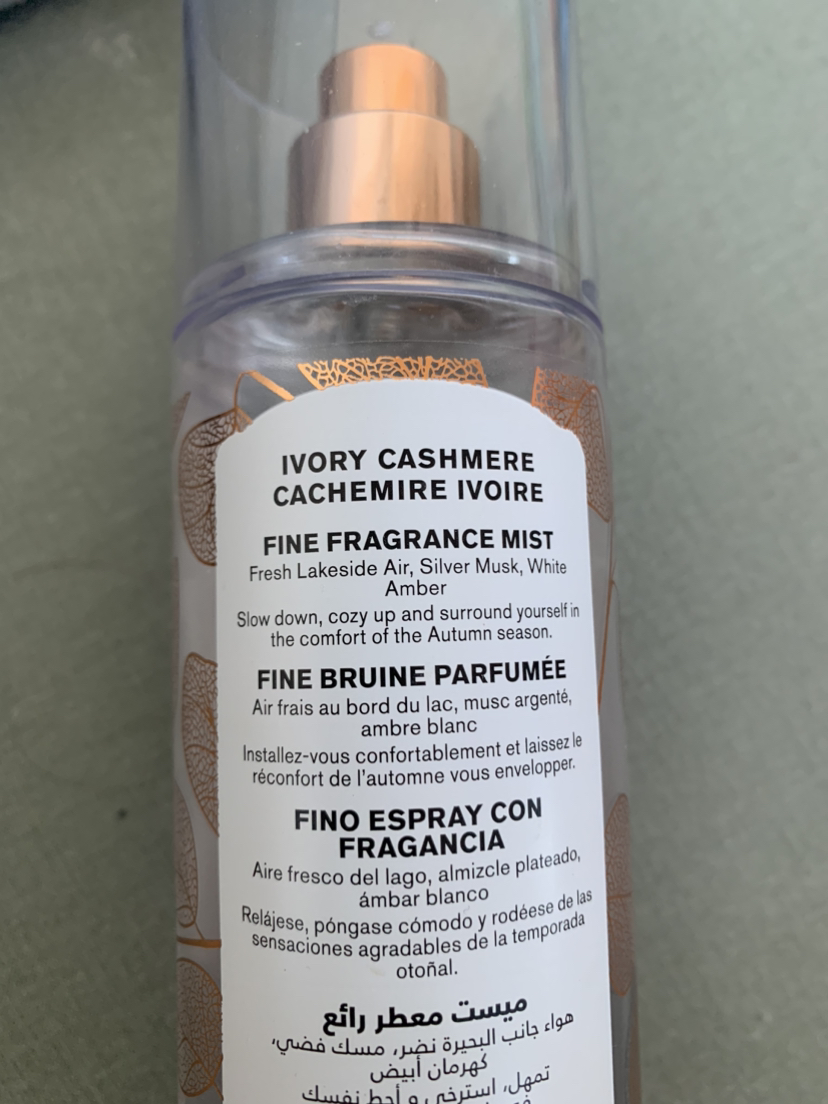 IVORY CASHMERE
CACHEMIRE IVOIRE
FINE FRAGRANCE MIST
Fresh Lakeside Air, Silver Musk, White
Amber
Slow down, cozy up and surround yourself in
the comfort of the Autumn season.
FINE BRUINE PARFUMÉE
Air frais au bord du lac, musc argenté,
ambre blanc
Installez-vous confortablement et laissez le
réconfort de l'automne vous envelopper.
FINO ESPRAY CON
FRAGANCIA
Aire fresco del lago, almizcle plateado,
ámbar blanco
Relájese, póngase cómodo y rodéese de las
sensaciones agradables de la temporada
otoñal.
ميست معطر رائع
هواء جانب البحيرة نضر، مسك فضي،
كهرمان أبيض
تمهل، استرخي و أحط نفسك